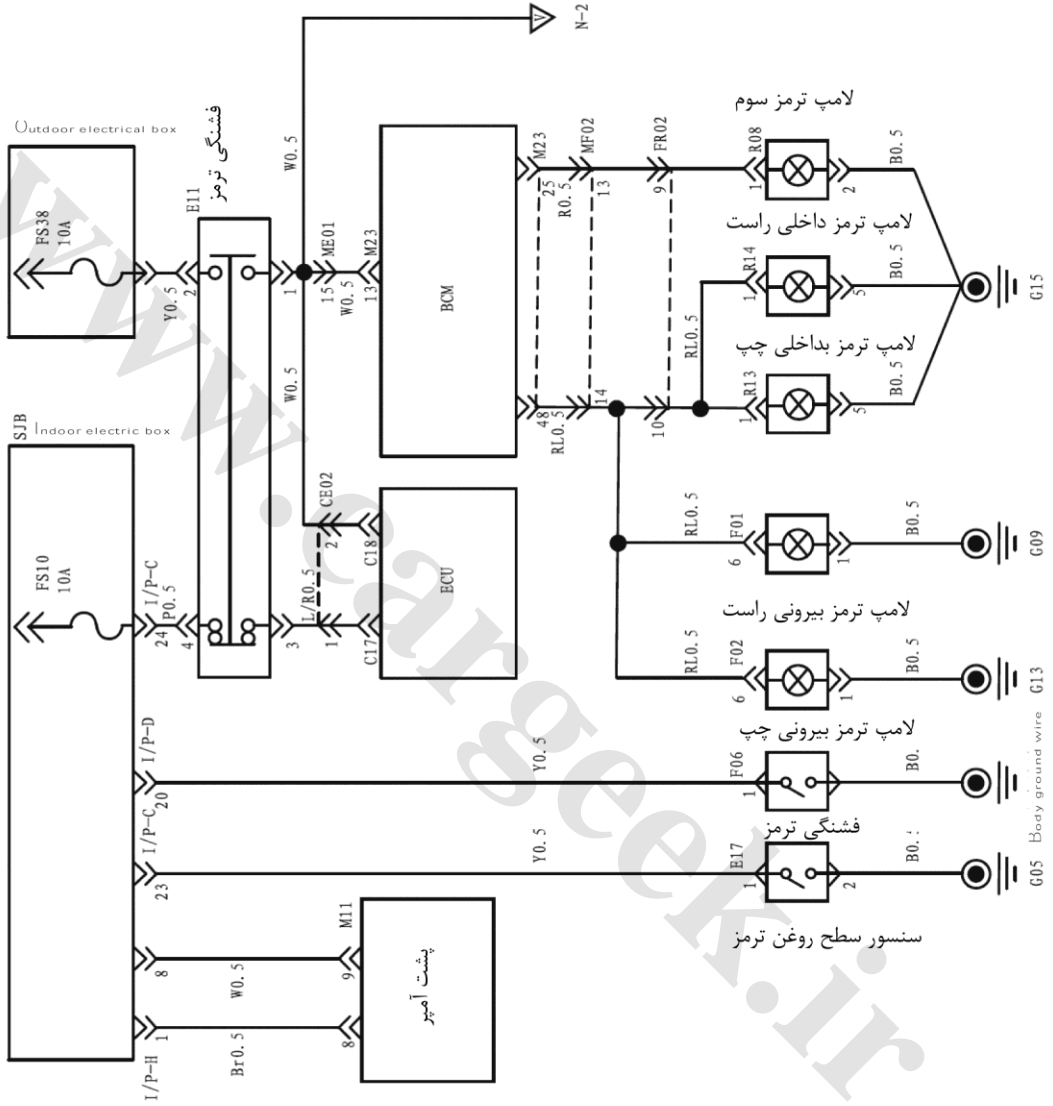 Outdoor electrical box
FS38
10A
Y0.5
2
E11
فشنگی ترمز
1
W0.5
N-2
V
15
ME01
W0.5
13
M23
BCM
W0.5
M23
25
R0.5
MF02
13
FR02
9
R08
1
لامپ ترمز سوم
2
B0.5
لامپ ترمز داخلی راست
R14
1
5
B0.5
G15
RL0.5
لامپ ترمز بداخلی چپ
R13
1
5
B0.5
48
RL0.5
14
10
SJB
Indoor electric box
FS10
10A
I/P-C
24
P0.5
4
3
L/R0.5
CE02
2
1
C18
C17
ECU
RL0.5
F01
6
1
B0.5
G09
لامپ ترمز بیرونی راست
RL0.5
F02
6
1
B0.5
G13
لامپ ترمز بیرونی چپ
I/P-D
20
Y0.5
F06
1
B0.
Body ground wire
فشنگی ترمز
I/P-C
23
Y0.5
E17
1
2
B0.
G05
سنسور سطح روغن ترمز
8
W0.5
9
M11
پشت آمپر
I/P-H
1
Br0.5
8
www.cargeek.ir